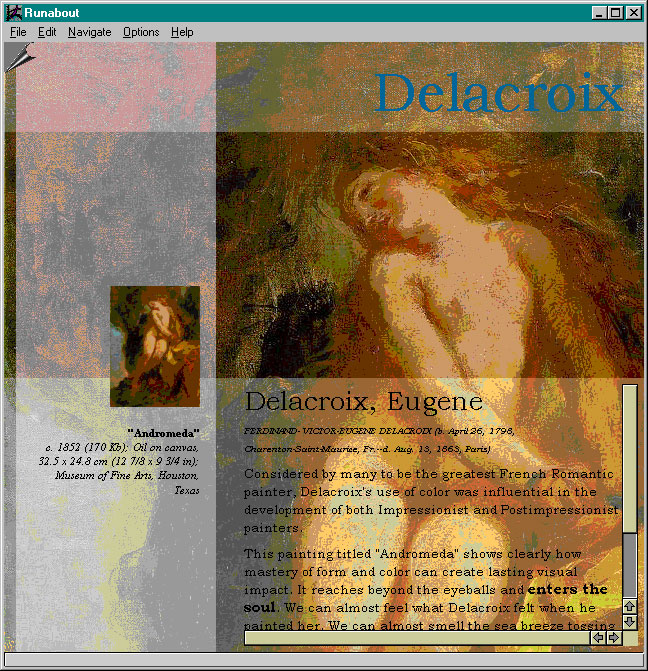 Runabout
File Edit Navigate Options Help
Delacroix
"Andromeda"
c. 1852 (170 Kb); Oil on canvas,
32.5 x 24.8 cm (12 7/8 x 9 3/4 in);
Museum of Fine Arts, Houston,
Texas
Delacroix, Eugene
FERDINAND-VICTOR-EUGENE DELACROIX (b. April 26, 1798,
Charenton-Saint-Maurice, Fr.--d. Aug. 13, 1863, Paris)
Considered by many to be the greatest French Romantic
painter, Delacroix's use of color was influential in the
development of both Impressionist and Postimpressionist
painters.
This painting titled "Andromeda" shows clearly how
mastery of form and color can create lasting visual
impact. It reaches beyond the eyeballs and enters the
soul. We can almost feel what Delacroix felt when he
painted her. We can almost smell the sea breeze tossing